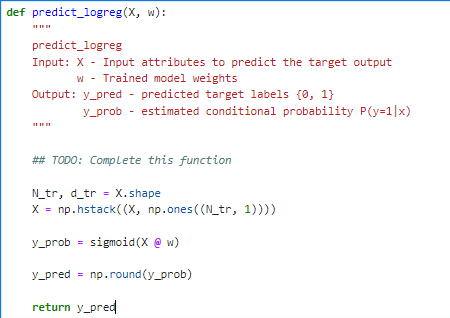 def predict_logreg(X, w):
"""
predict_logreg
Input: X - Input attributes to predict the target output
w - Trained model weights
Output: y_pred - predicted target labels {0, 1}
y_prob - estimated conditional probability P(y=1|x)
"""
## TODO: Complete this function
N_tr, d_tr = X.shape
X = np.hstack((X, np.ones((N_tr, 1))))
y_prob = sigmoid(X @ w)
y_pred = np.round(y_prob)
return y_pred